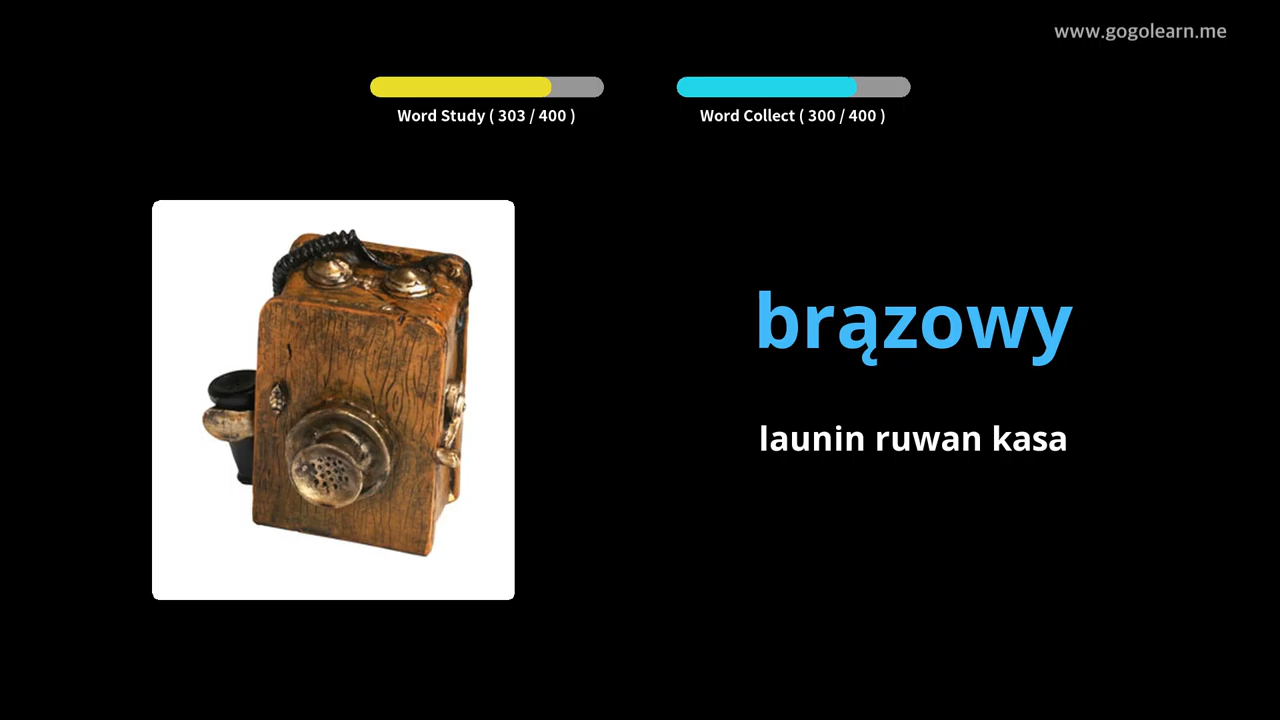 www.gogolearn.me
Word Study ( 303 / 400 )
Word Collect ( 300 / 400 )
brązowy
launin ruwan kasa